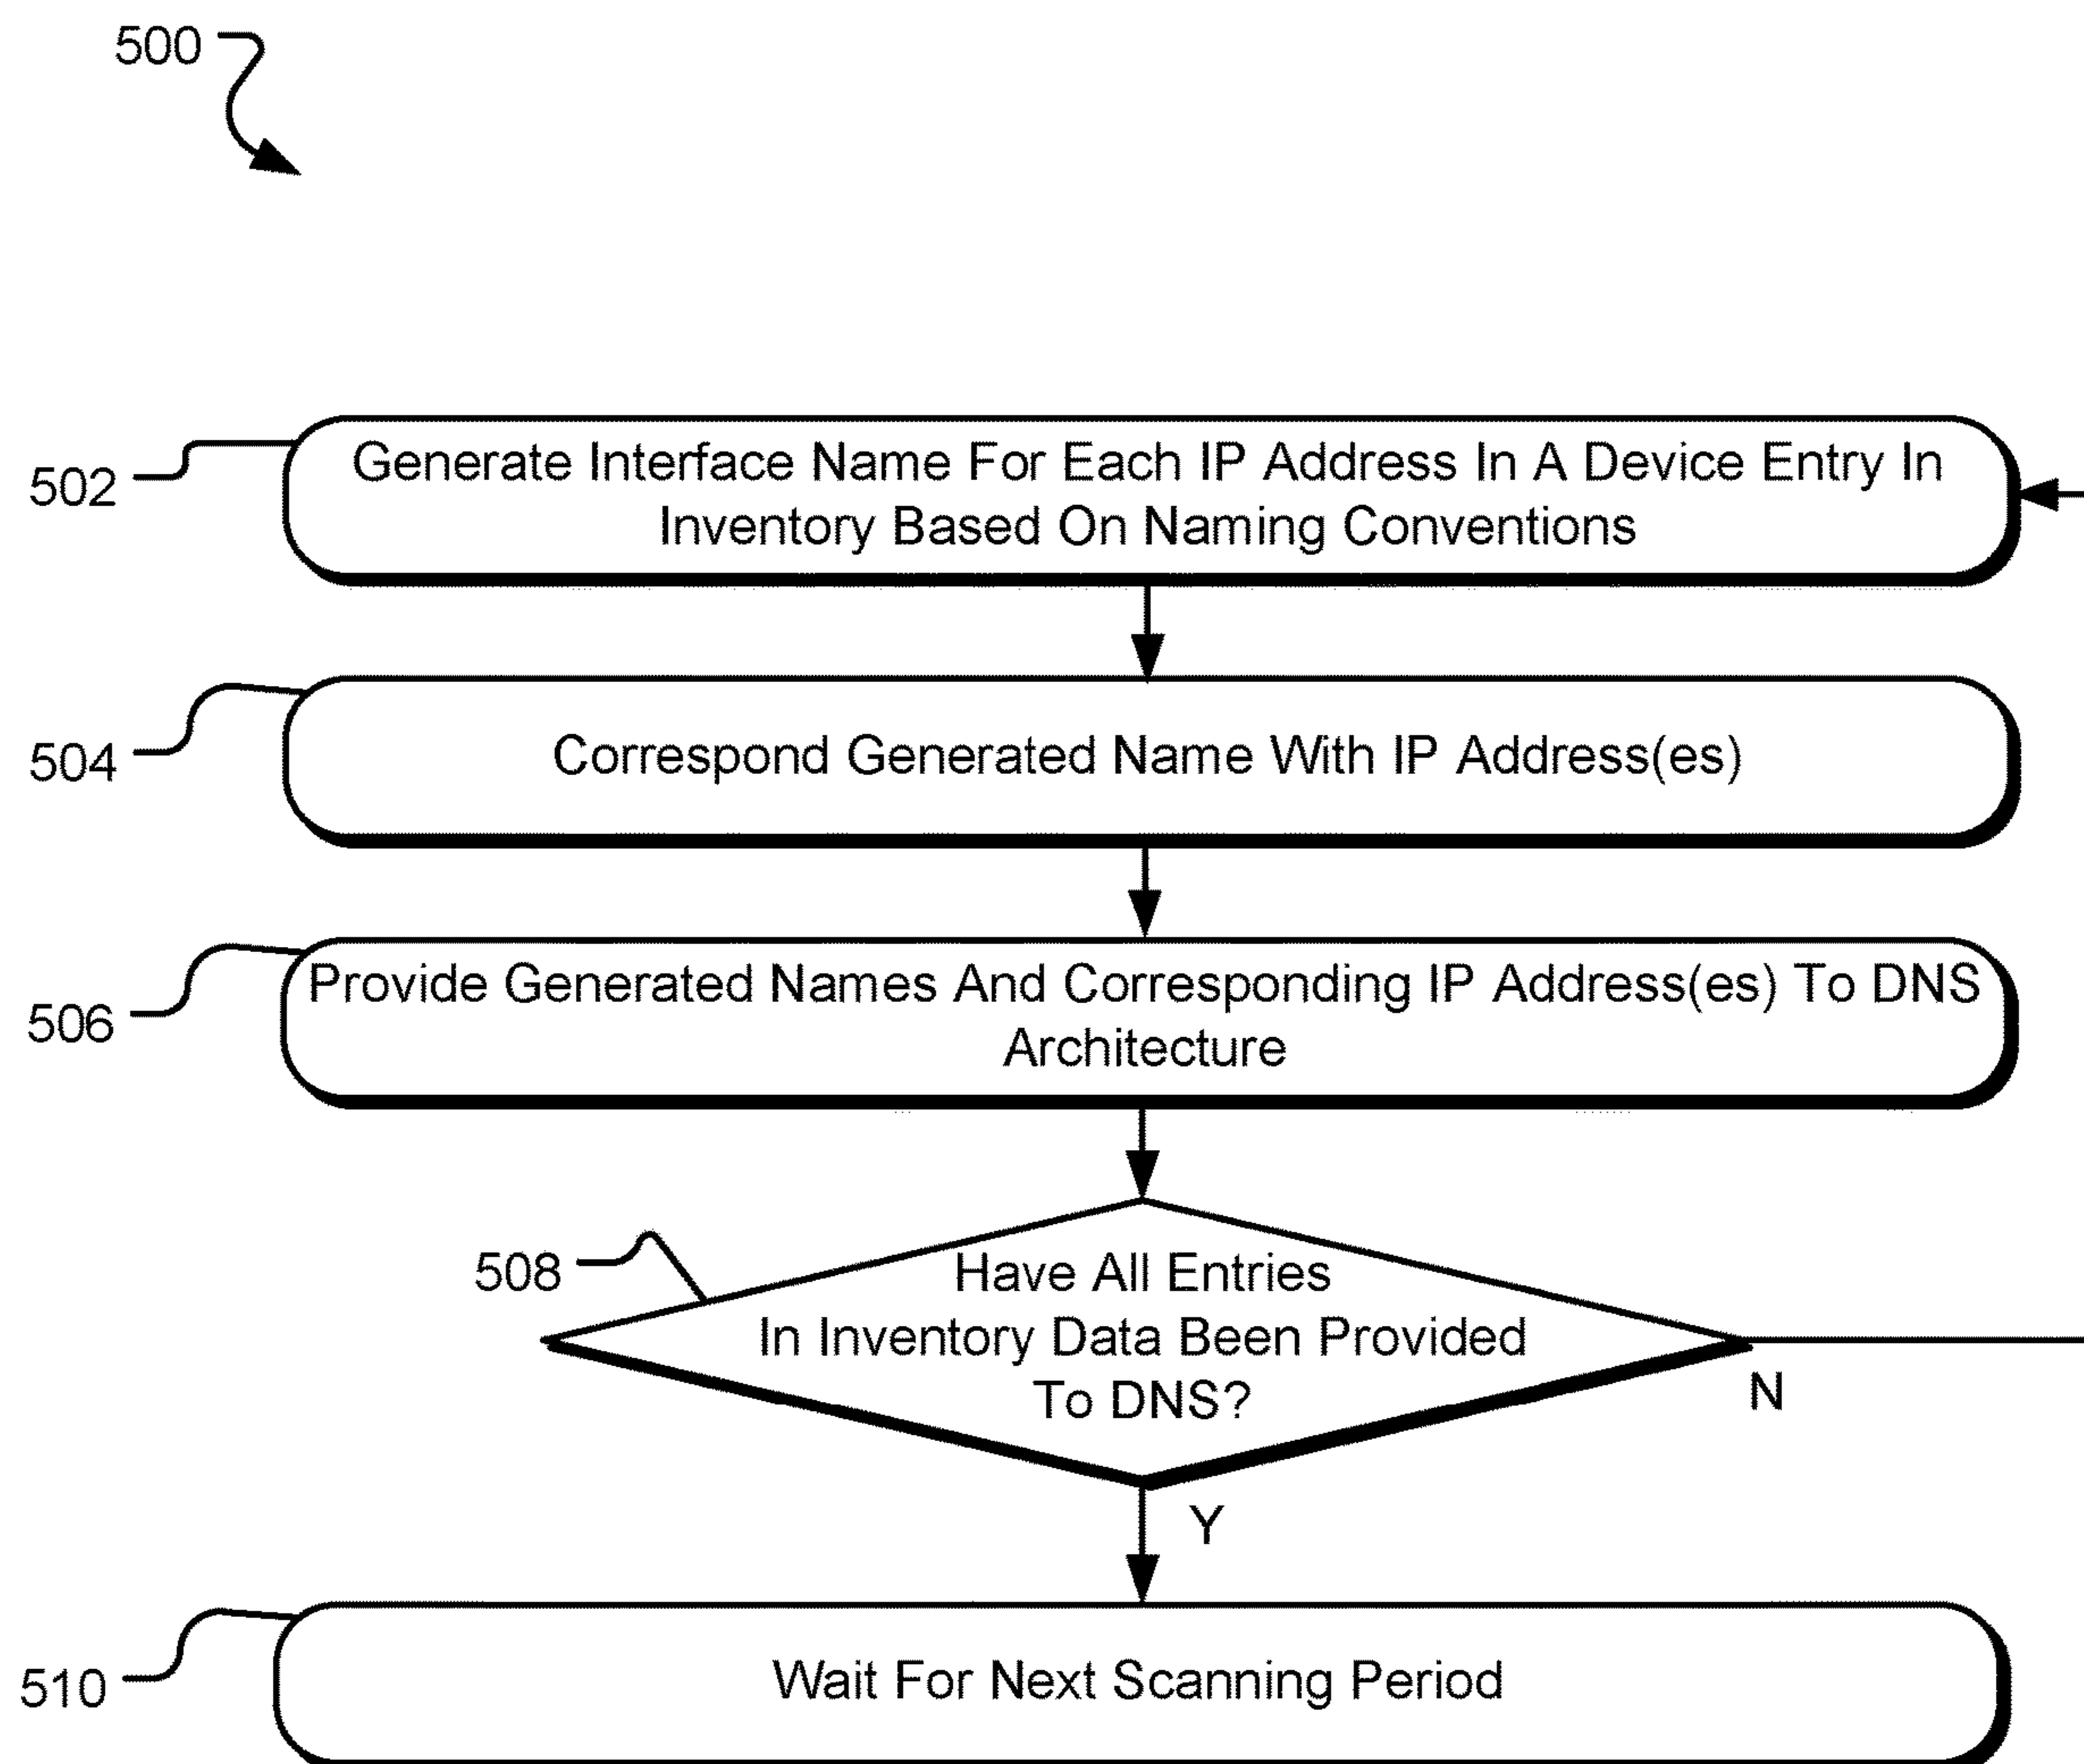 500
502
Generate Interface Name For Each IP Address In A Device Entry In
Inventory Based On Naming Conventions
504
Correspond Generated Name With IP Address(es)
506
Provide Generated Names And Corresponding IP Address(es) To DNS
Architecture
508
Have All Entries
In Inventory Data Been Provided
To DNS?
N
Y
510
Wait For Next Scanning Period